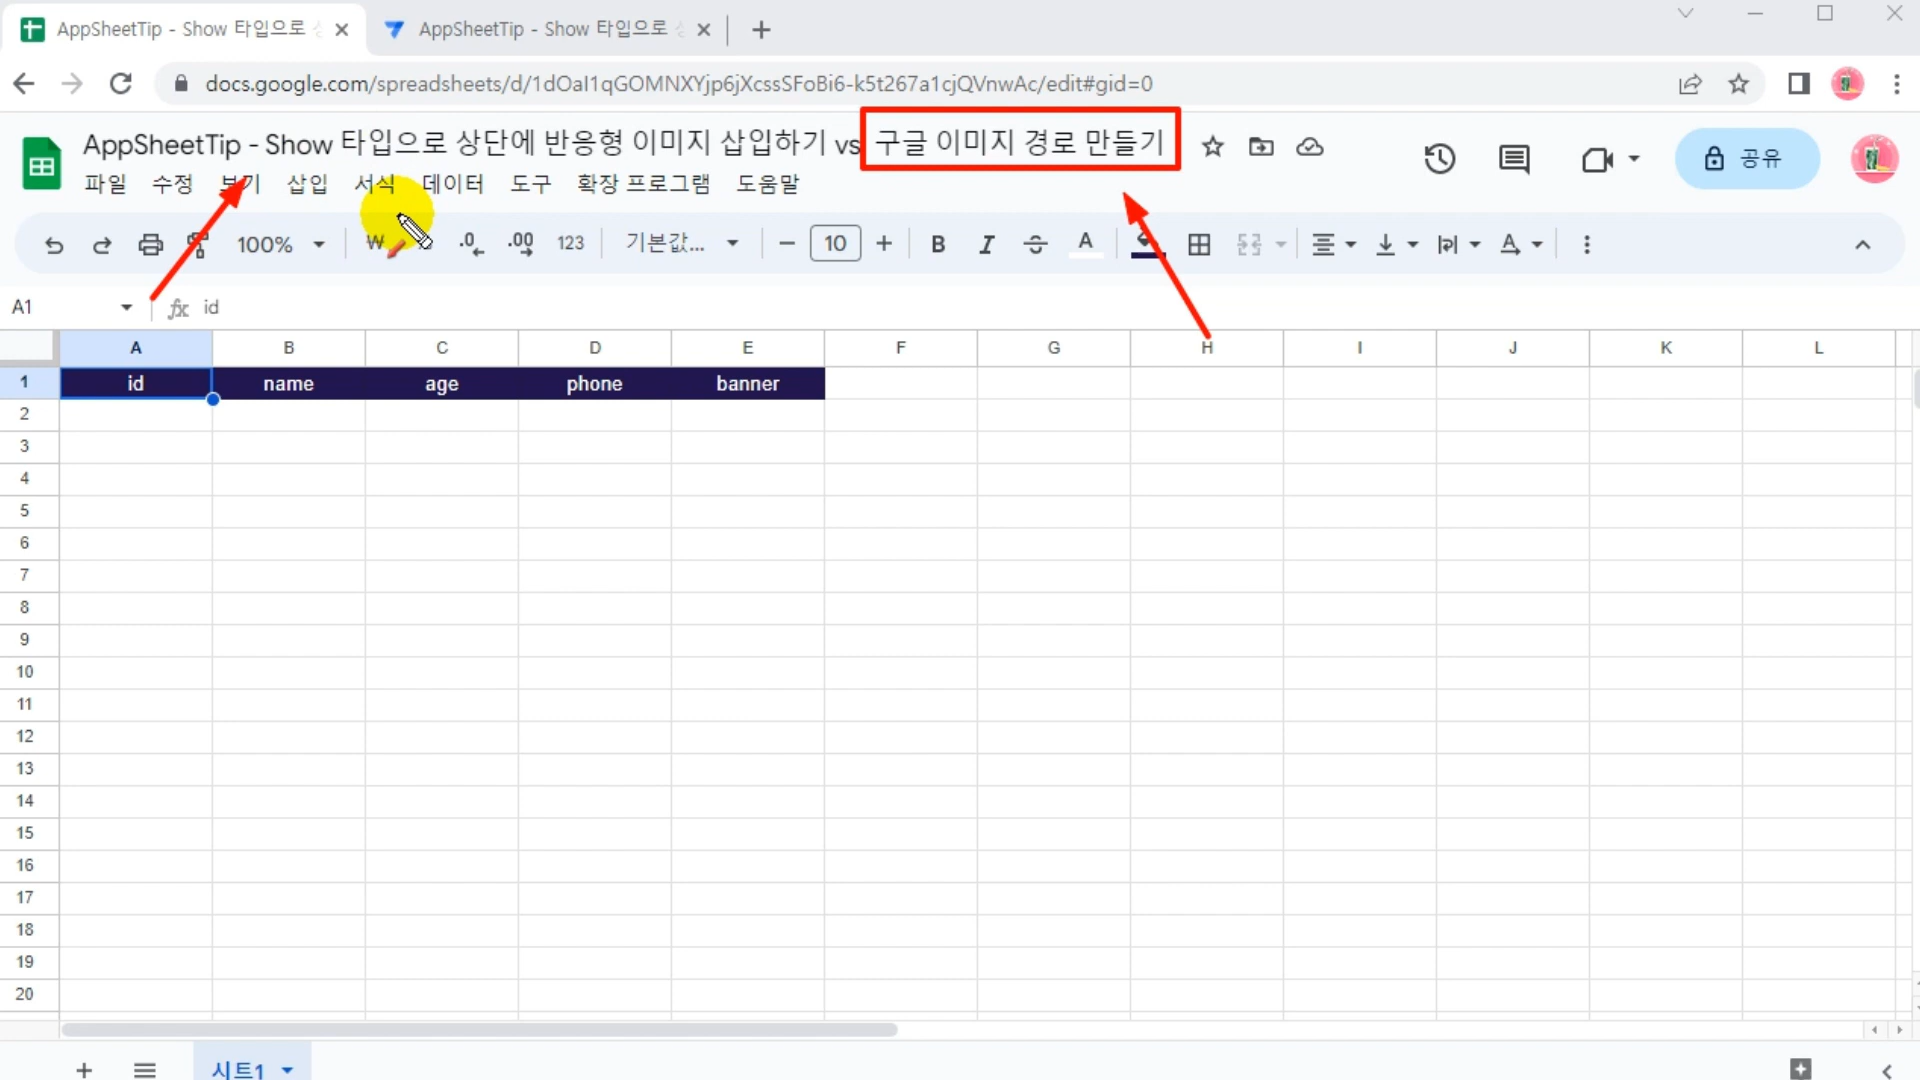 AppSheetTip - Show 타입으로 상
AppSheetTip - Show 타입으로
docs.google.com/spreadsheets/d/1dOaI1qGOMNXYjp6jXcssSFoBi6-k5t267a1cjQVnwAc/edit#gid=0
AppSheetTip - Show 타입으로 상단에 반응형 이미지 삽입하기 vs 구글 이미지 경로 만들기
공유
파일 수정 보기 삽입 서식 데이터 도구 확장 프로그램 도움말
100% ₩ .0 .00 123 기본값... 10 B I A A
A1 fx id
A B C D E F G H I J K L
1 id name age phone banner
2
3
4
5
6
7
8
9
10
11
12
13
14
15
16
17
18
19
20
시트1